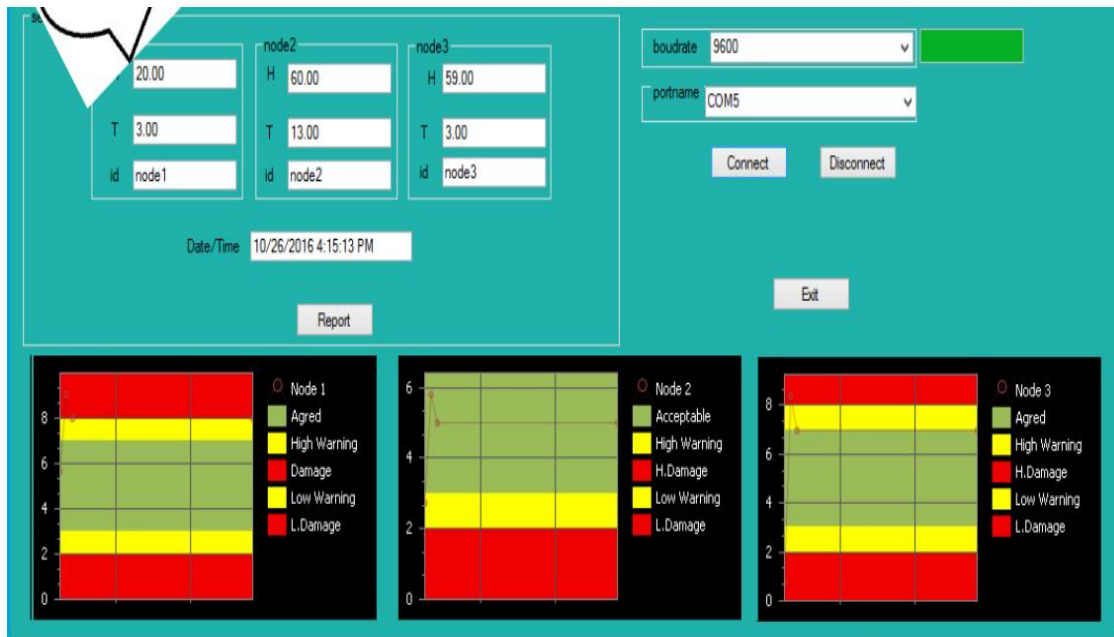 se
20.00
T 3.00
id node1
node2
H 60.00
T 13.00
id node2
node3
H 59.00
T 3.00
id node3
Date/Time 10/26/2016 4:15:13 PM
Report
boudrate 9600
portname COM5
Connect Disconnect
Exit
8
6
4
2
0
Node 1
Agred
High Warning
Damage
Low Warning
L.Damage
6
4
2
0
Node 2
Acceptable
High Warning
H.Damage
Low Warning
L.Damage
8
6
4
2
0
Node 3
Agred
High Warning
H.Damage
Low Warning
L.Damage